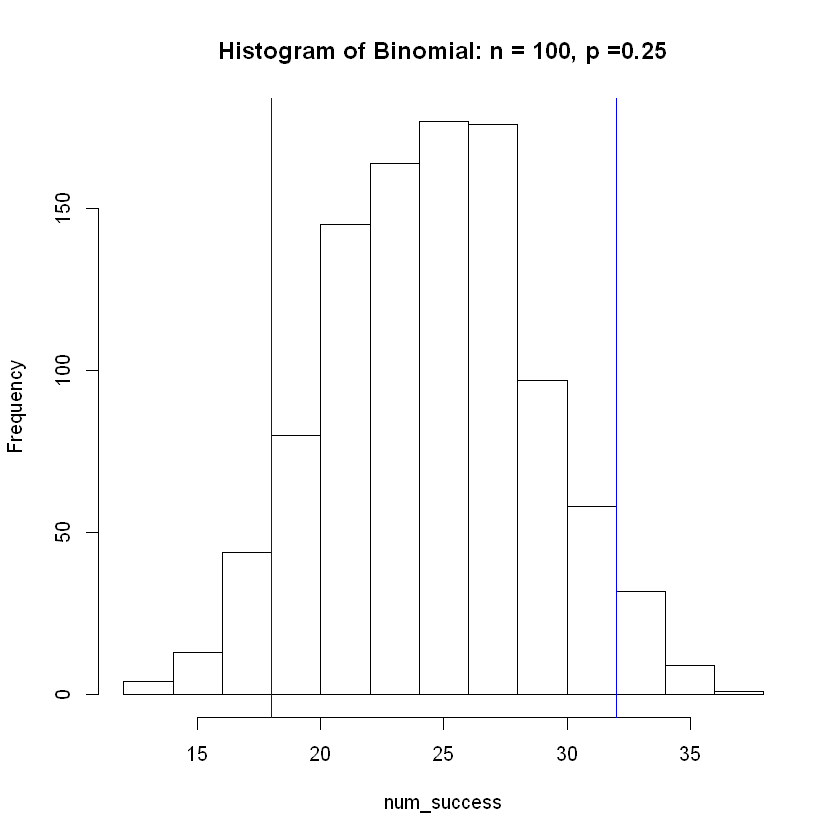 Histogram of Binomial: n = 100, p =0.25
Frequency
150
100
50
0
15 20 25 30 35
num_success